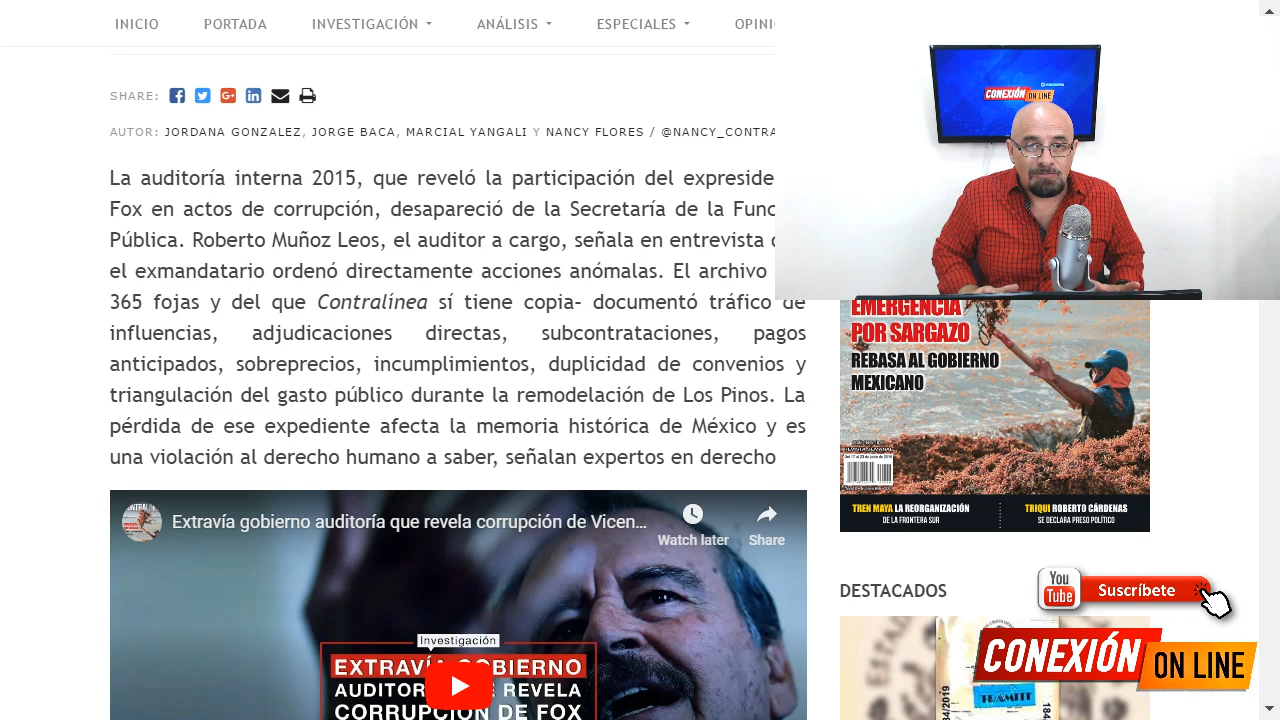 INICIO PORTADA INVESTIGACIÓN ANÁLISIS ESPECIALES
SHARE:
AUTOR: JORDANA GONZALEZ, JORGE BACA, MARCIAL YANGALI Y NANCY FLORES / @NANCY_CONTRA
La auditoría interna 2015, que reveló la participación del
Fox en actos de corrupción, desapareció de la Secretaría de la
Pública. Roberto Muñoz Leos, el auditor a cargo, señala en entrevista
el exmandatario ordenó directamente acciones anómalas. El archivo
365 fojas y del que Contralínea sí tiene copia– documentó tráfico de
influencias, adjudicaciones directas, subcontrataciones, pagos
anticipados, sobreprecios, incumplimientos, duplicidad de convenios y
triangulación del gasto público durante la remodelación de Los Pinos. La
pérdida de ese expediente afecta la memoria histórica de México y es
una violación al derecho humano a saber, señalan expertos en derecho
Extravía gobierno auditoría que revela corrupción de Vicen...
Watch later Share
Investigación
EXTRAVÍA GOBIERNO
REVELA
CORRUPCIÓN DE FOX
CONEXIÓN ON LINE
EMERGENCIA
POR SARGAZO
REBASA AL GOBIERNO
MEXICANO
TREN MAYA LA REORGANIZACIÓN
DE LA FRONTERA SUR
TRIQUI ROBERTO CÁRDENAS
SE DECLARA PRESO POLÍTICO
DESTACADOS
You
Tube
Suscríbete
CONEXIÓN ON LINE
TRÁMITE